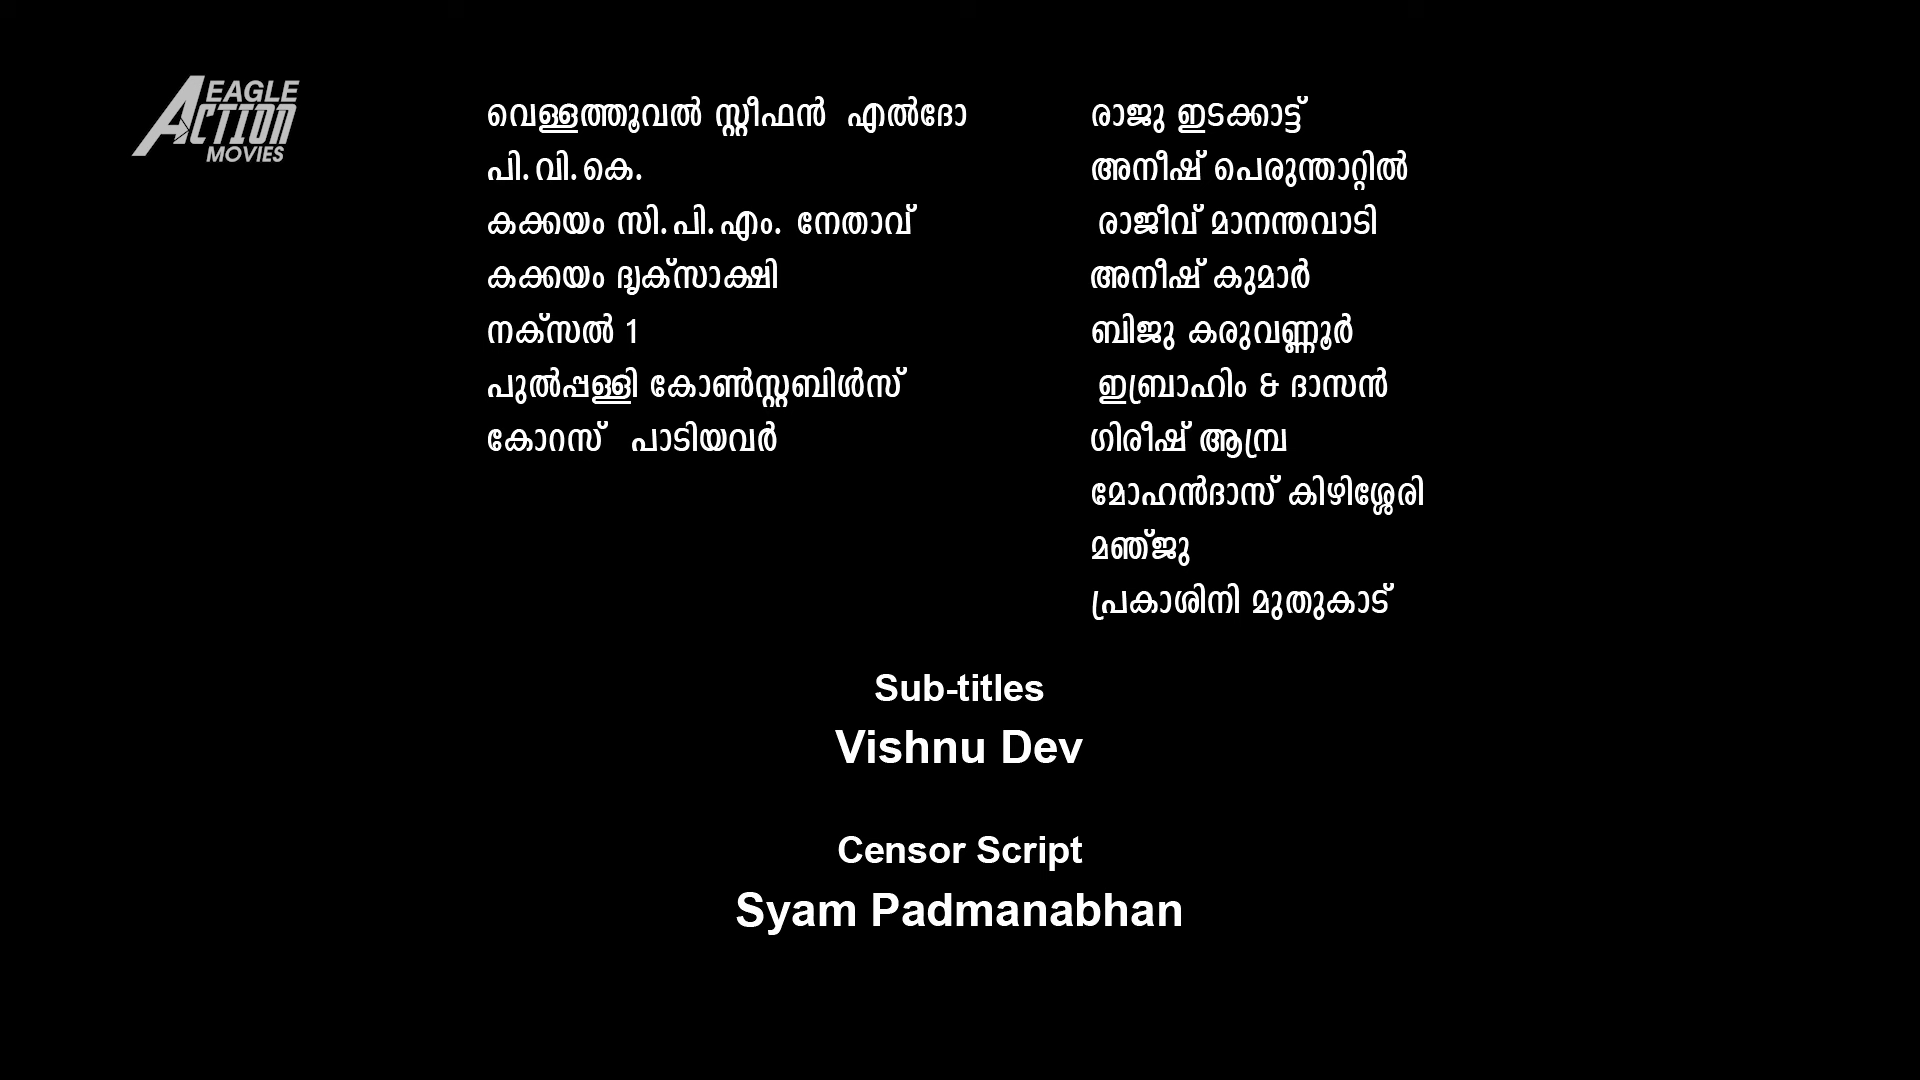 EAGLE
ACTION
MOVIES
വെള്ളത്തൂവൽ സ്റ്റീഫൻ എൽദോ രാജു ഇടക്കാട്ട്
പി.വി.കെ. അനീഷ് പെരുന്താറ്റിൽ
കക്കയം സി.പി.എം. നേതാവ് രാജീവ് മാനന്തവാടി
കക്കയം ദൃക്സാക്ഷി അനീഷ് കുമാർ
നക്സൽ 1 ബിജു കരുവണ്ണൂർ
പുൽപ്പള്ളി കോൺസ്റ്റബിൾസ് ഇബ്രാഹിം & ദാസൻ
കോറസ് പാടിയവർ ഗിരീഷ് ആമ്പ്ര
മോഹൻദാസ് കിഴിശ്ശേരി
മഞ്ജു
പ്രകാശിനി മുതുകാട്
Sub-titles
Vishnu Dev
Censor Script
Syam Padmanabhan